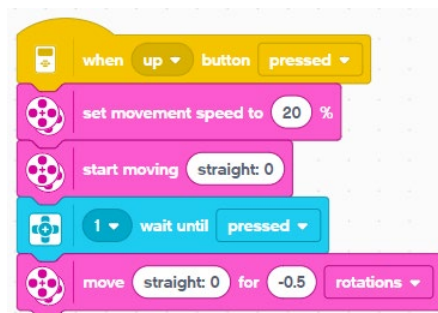 when up button pressed
set movement speed to 20 %
start moving straight: 0
1 wait until pressed
move straight: 0 for -0.5 rotations